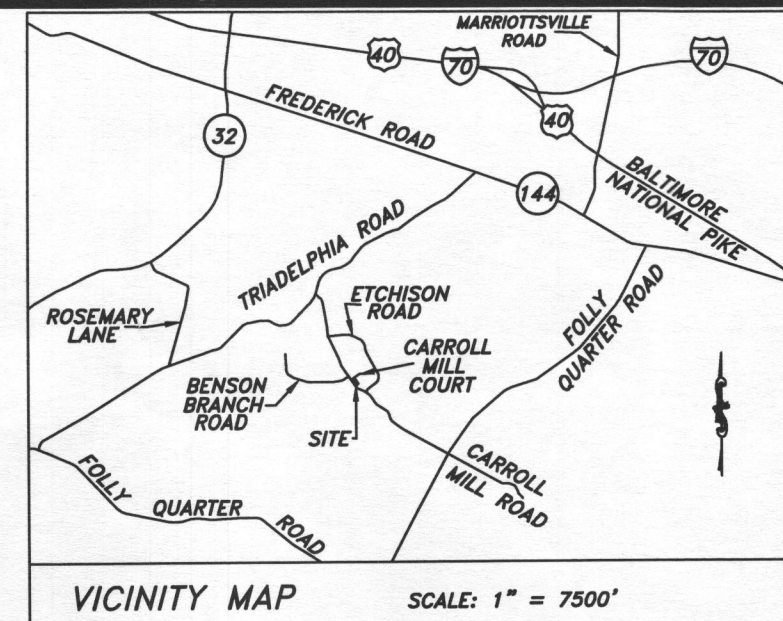 MARRIOTTSVILLE
ROAD
40
70
70
FREDERICK ROAD
40
32
BALTIMORE
NATIONAL PIKE
144
TRIADELPHIA ROAD
ETCHISON
ROAD
FOLLY
QUARTER ROAD
ROSEMARY
LANE
CARROLL
MILL
COURT
BENSON
BRANCH
ROAD
SITE
CARROLL
MILL ROAD
FOLLY
QUARTER
ROAD
VICINITY MAP
SCALE: 1" = 7500'